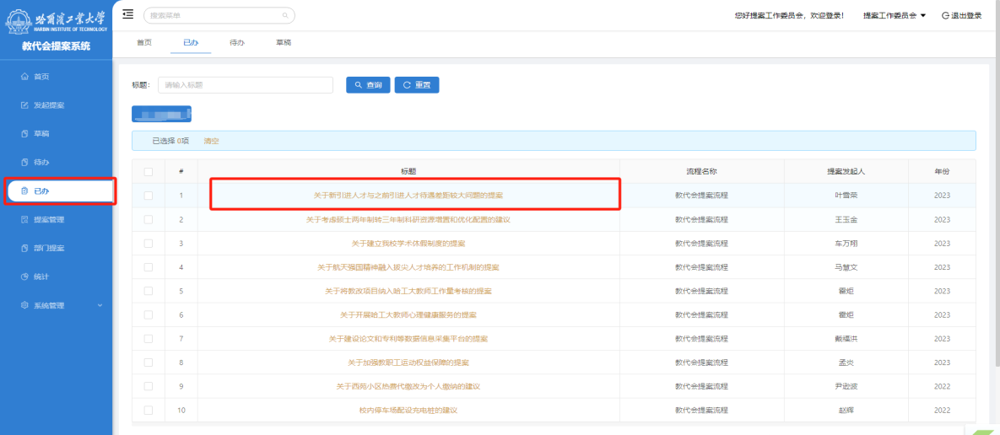 哈爾濱工業大學
HARBIN INSTITUTE OF TECHNOLOGY
教代会提案系统
搜索菜单
您好提案工作委员会，欢迎登录！ 提案工作委员会 退出登录
首页 已办 待办 草稿
首页
发起提案
草稿
待办
已办
提案管理
部门提案
统计
系统管理
标题： 请输入标题 查询 重置
已选择 0项 清空
# 标题 流程名称 提案发起人 年份
1 关于新引进人才与之前引进人才待遇差距较大问题的提案 教代会提案流程 叶雪荣 2023
2 关于考虑硕士两年制转三年制科研资源增置和优化配置的建议 教代会提案流程 王玉金 2023
3 关于建立我校学术休假制度的提案 教代会提案流程 车万翔 2023
4 关于航天强国精神融入拔尖人才培养的工作机制的提案 教代会提案流程 马慧文 2023
5 关于将教改项目纳入哈工大教师工作量考核的提案 教代会提案流程 霍炬 2023
6 关于开展哈工大教师心理健康服务的提案 教代会提案流程 霍炬 2023
7 关于建设论文和专利等数据信息采集平台的提案 教代会提案流程 戴福洪 2023
8 关于加强教职工运动权益保障的提案 教代会提案流程 孟炎 2023
9 关于西苑小区热费代缴改为个人缴纳的建议 教代会提案流程 尹逊波 2022
10 校内停车场配设充电桩的建议 教代会提案流程 赵辉 2022